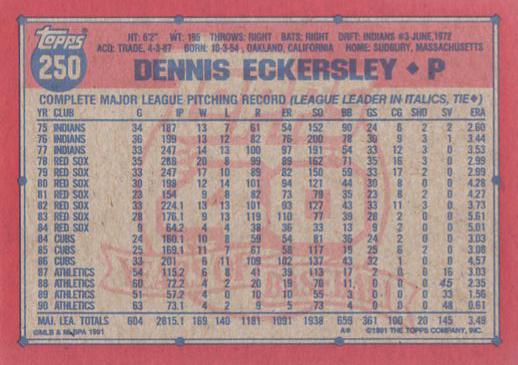 Topps
250
HT: 6'2" WT: 195 THROWS: RIGHT BATS: RIGHT DRFT: INDIANS #3-JUNE, 1972
ACQ: TRADE, 4-3-87 BORN: 10-3-54, OAKLAND, CALIFORNIA HOME: SUDBURY, MASSACHUSETTS
DENNIS ECKERSLEY ♦ P
COMPLETE MAJOR LEAGUE PITCHING RECORD (LEAGUE LEADER IN ITALICS, TIE♦)
YR CLUB G IP W L R ER SO BB GS CG SHO SV ERA
75 INDIANS 34 187 13 7 61 54 152 90 24 6 2 2 2.60
76 INDIANS 36 199 13 12 82 76 200 78 30 9 3 1 3.44
77 INDIANS 33 247 14 13 100 97 191 54 33 12 3 0 3.53
78 RED SOX 35 268 20 8 99 89 162 71 35 16 3 0 2.99
79 RED SOX 33 247 17 10 89 82 150 59 33 17 2 0 2.99
80 RED SOX 30 198 12 14 101 94 121 44 30 8 0 0 4.28
81 RED SOX 23 154 9 8 82 73 79 35 23 8 2 0 4.27
82 RED SOX 33 224.1 13 13 101 93 127 43 33 11 3 0 3.73
83 RED SOX 28 176.1 9 13 119 110 77 39 28 2 0 0 5.61
84 RED SOX 9 64.2 4 4 38 36 33 13 9 2 0 0 5.01
84 CUBS 24 160.1 10 8 59 54 81 36 24 2 0 0 3.03
85 CUBS 25 169.1 11 7 61 58 117 19 25 6 2 0 3.08
86 CUBS 33 201 6 11 109 102 137 43 32 1 0 0 4.57
87 ATHLETICS 54 115.2 6 8 41 39 113 17 2 0 0 16 3.03
88 ATHLETICS 60 72.2 4 2 20 19 70 11 0 0 0 45 2.35
89 ATHLETICS 51 57.2 4 0 10 10 55 3 0 0 0 33 1.56
90 ATHLETICS 63 73.1 4 2 9 5 73 4 0 0 0 48 0.61
MAJ. LEA. TOTALS 604 2815.1 169 140 1181 1091 1938 659 361 100 20 145 3.49
©MLB & MLBPA 1991 A✻ ©1991 THE TOPPS COMPANY, INC.